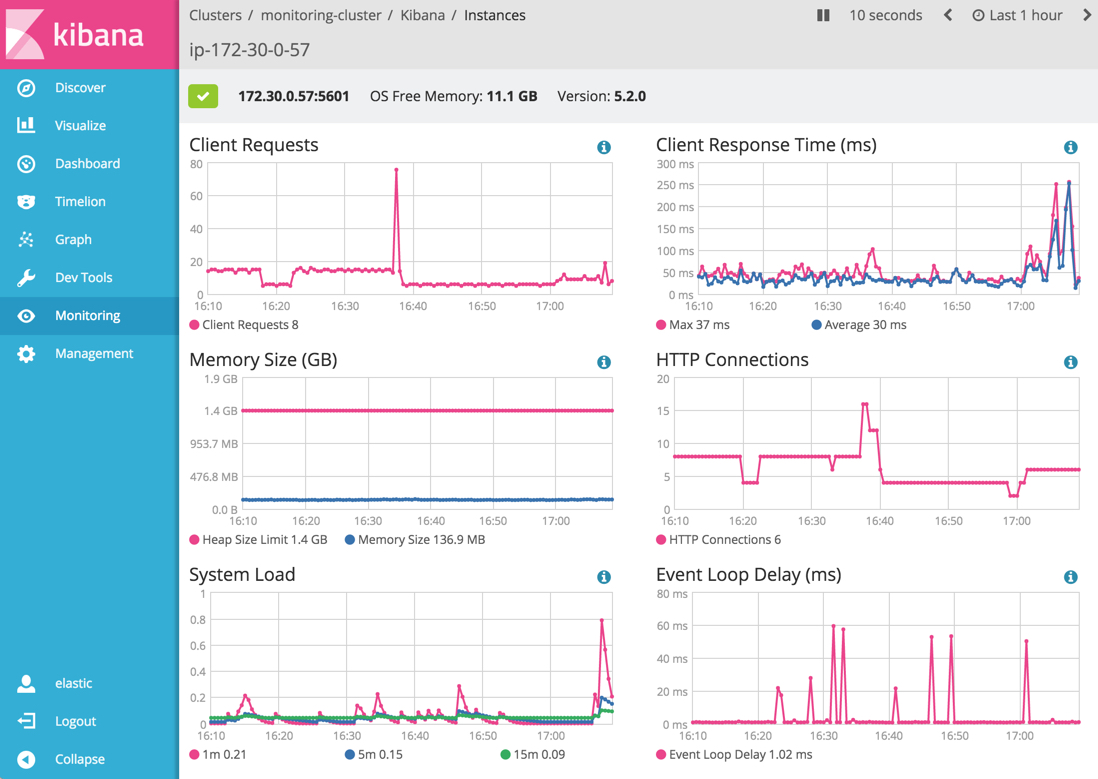 kibana
Clusters / monitoring-cluster / Kibana / Instances
10 seconds
Last 1 hour
ip-172-30-0-57
172.30.0.57:5601 OS Free Memory: 11.1 GB Version: 5.2.0
Discover
Visualize
Dashboard
Timelion
Graph
Dev Tools
Monitoring
Management
elastic
Logout
Collapse
Client Requests
80
60
40
20
0
16:10 16:20 16:30 16:40 16:50 17:00
Client Requests 8
Client Response Time (ms)
300 ms
250 ms
200 ms
150 ms
100 ms
50 ms
0 ms
16:10 16:20 16:30 16:40 16:50 17:00
Max 37 ms Average 30 ms
Memory Size (GB)
1.9 GB
1.4 GB
953.7 MB
476.8 MB
0.0 B
16:10 16:20 16:30 16:40 16:50 17:00
Heap Size Limit 1.4 GB Memory Size 136.9 MB
HTTP Connections
20
15
10
5
0
16:10 16:20 16:30 16:40 16:50 17:00
HTTP Connections 6
System Load
1
0.8
0.6
0.4
0.2
0
16:10 16:20 16:30 16:40 16:50 17:00
1m 0.21 5m 0.15 15m 0.09
Event Loop Delay (ms)
80 ms
60 ms
40 ms
20 ms
0 ms
16:10 16:20 16:30 16:40 16:50 17:00
Event Loop Delay 1.02 ms